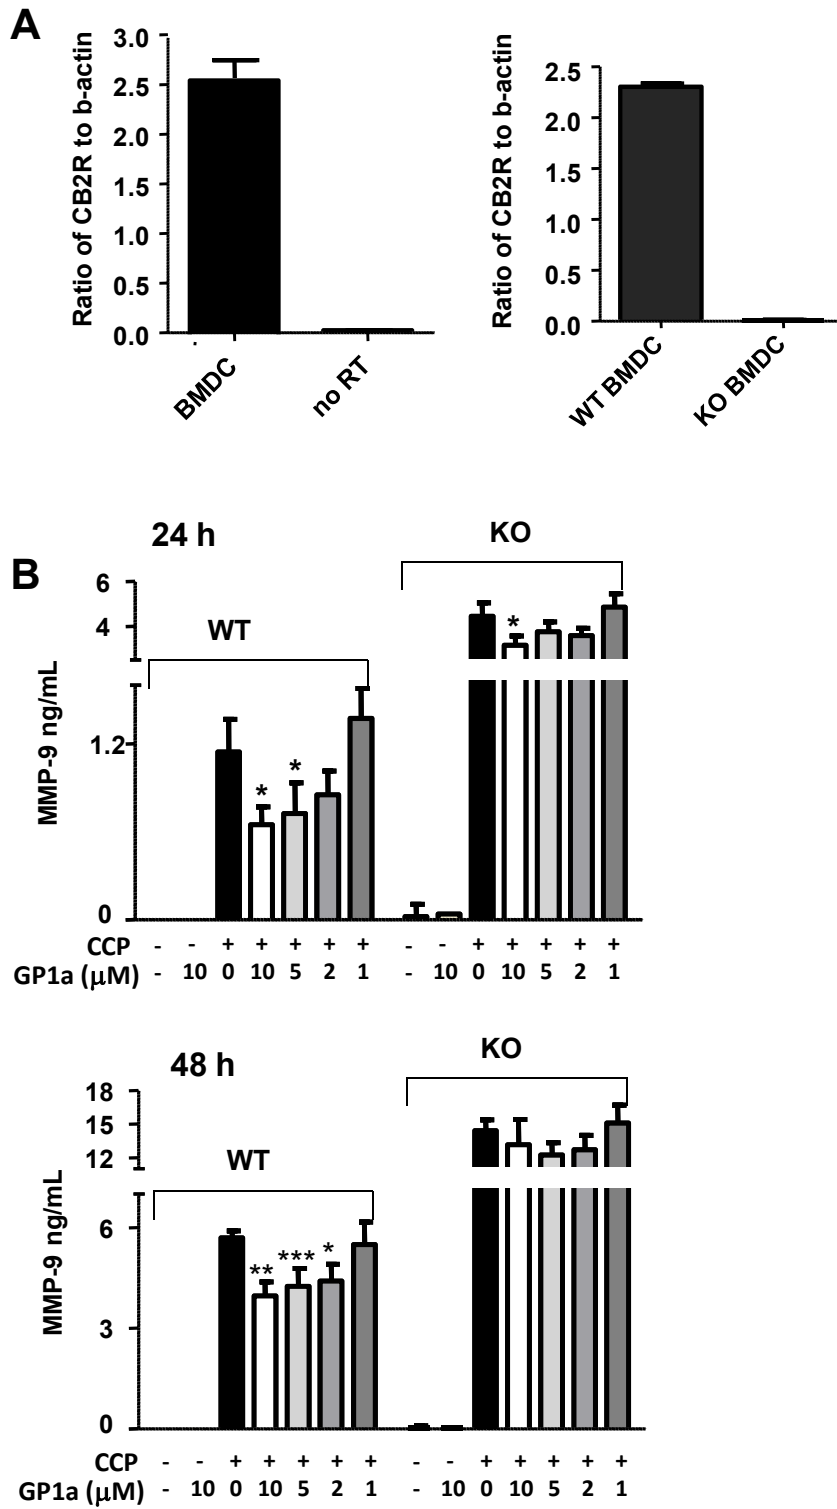 A
Ratio of CB2R to b-actin
3.0
2.5
2.0
1.5
1.0
0.5
0.0
BMDC
no RT
Ratio of CB2R to b-actin
2.5
2.0
1.5
1.0
0.5
0.0
WT BMDC
KO BMDC
B
24 h
KO
WT
MMP-9 ng/mL
6
4
1.2
0
* * *
CCP - - + + + + + - - + + + + +
GP1a (μM) - 10 0 10 5 2 1 - 10 0 10 5 2 1
48 h
KO
WT
MMP-9 ng/mL
18
15
12
6
3
0
** *** *
CCP - - + + + + + - - + + + + +
GP1a (μM) - 10 0 10 5 2 1 - 10 0 10 5 2 1